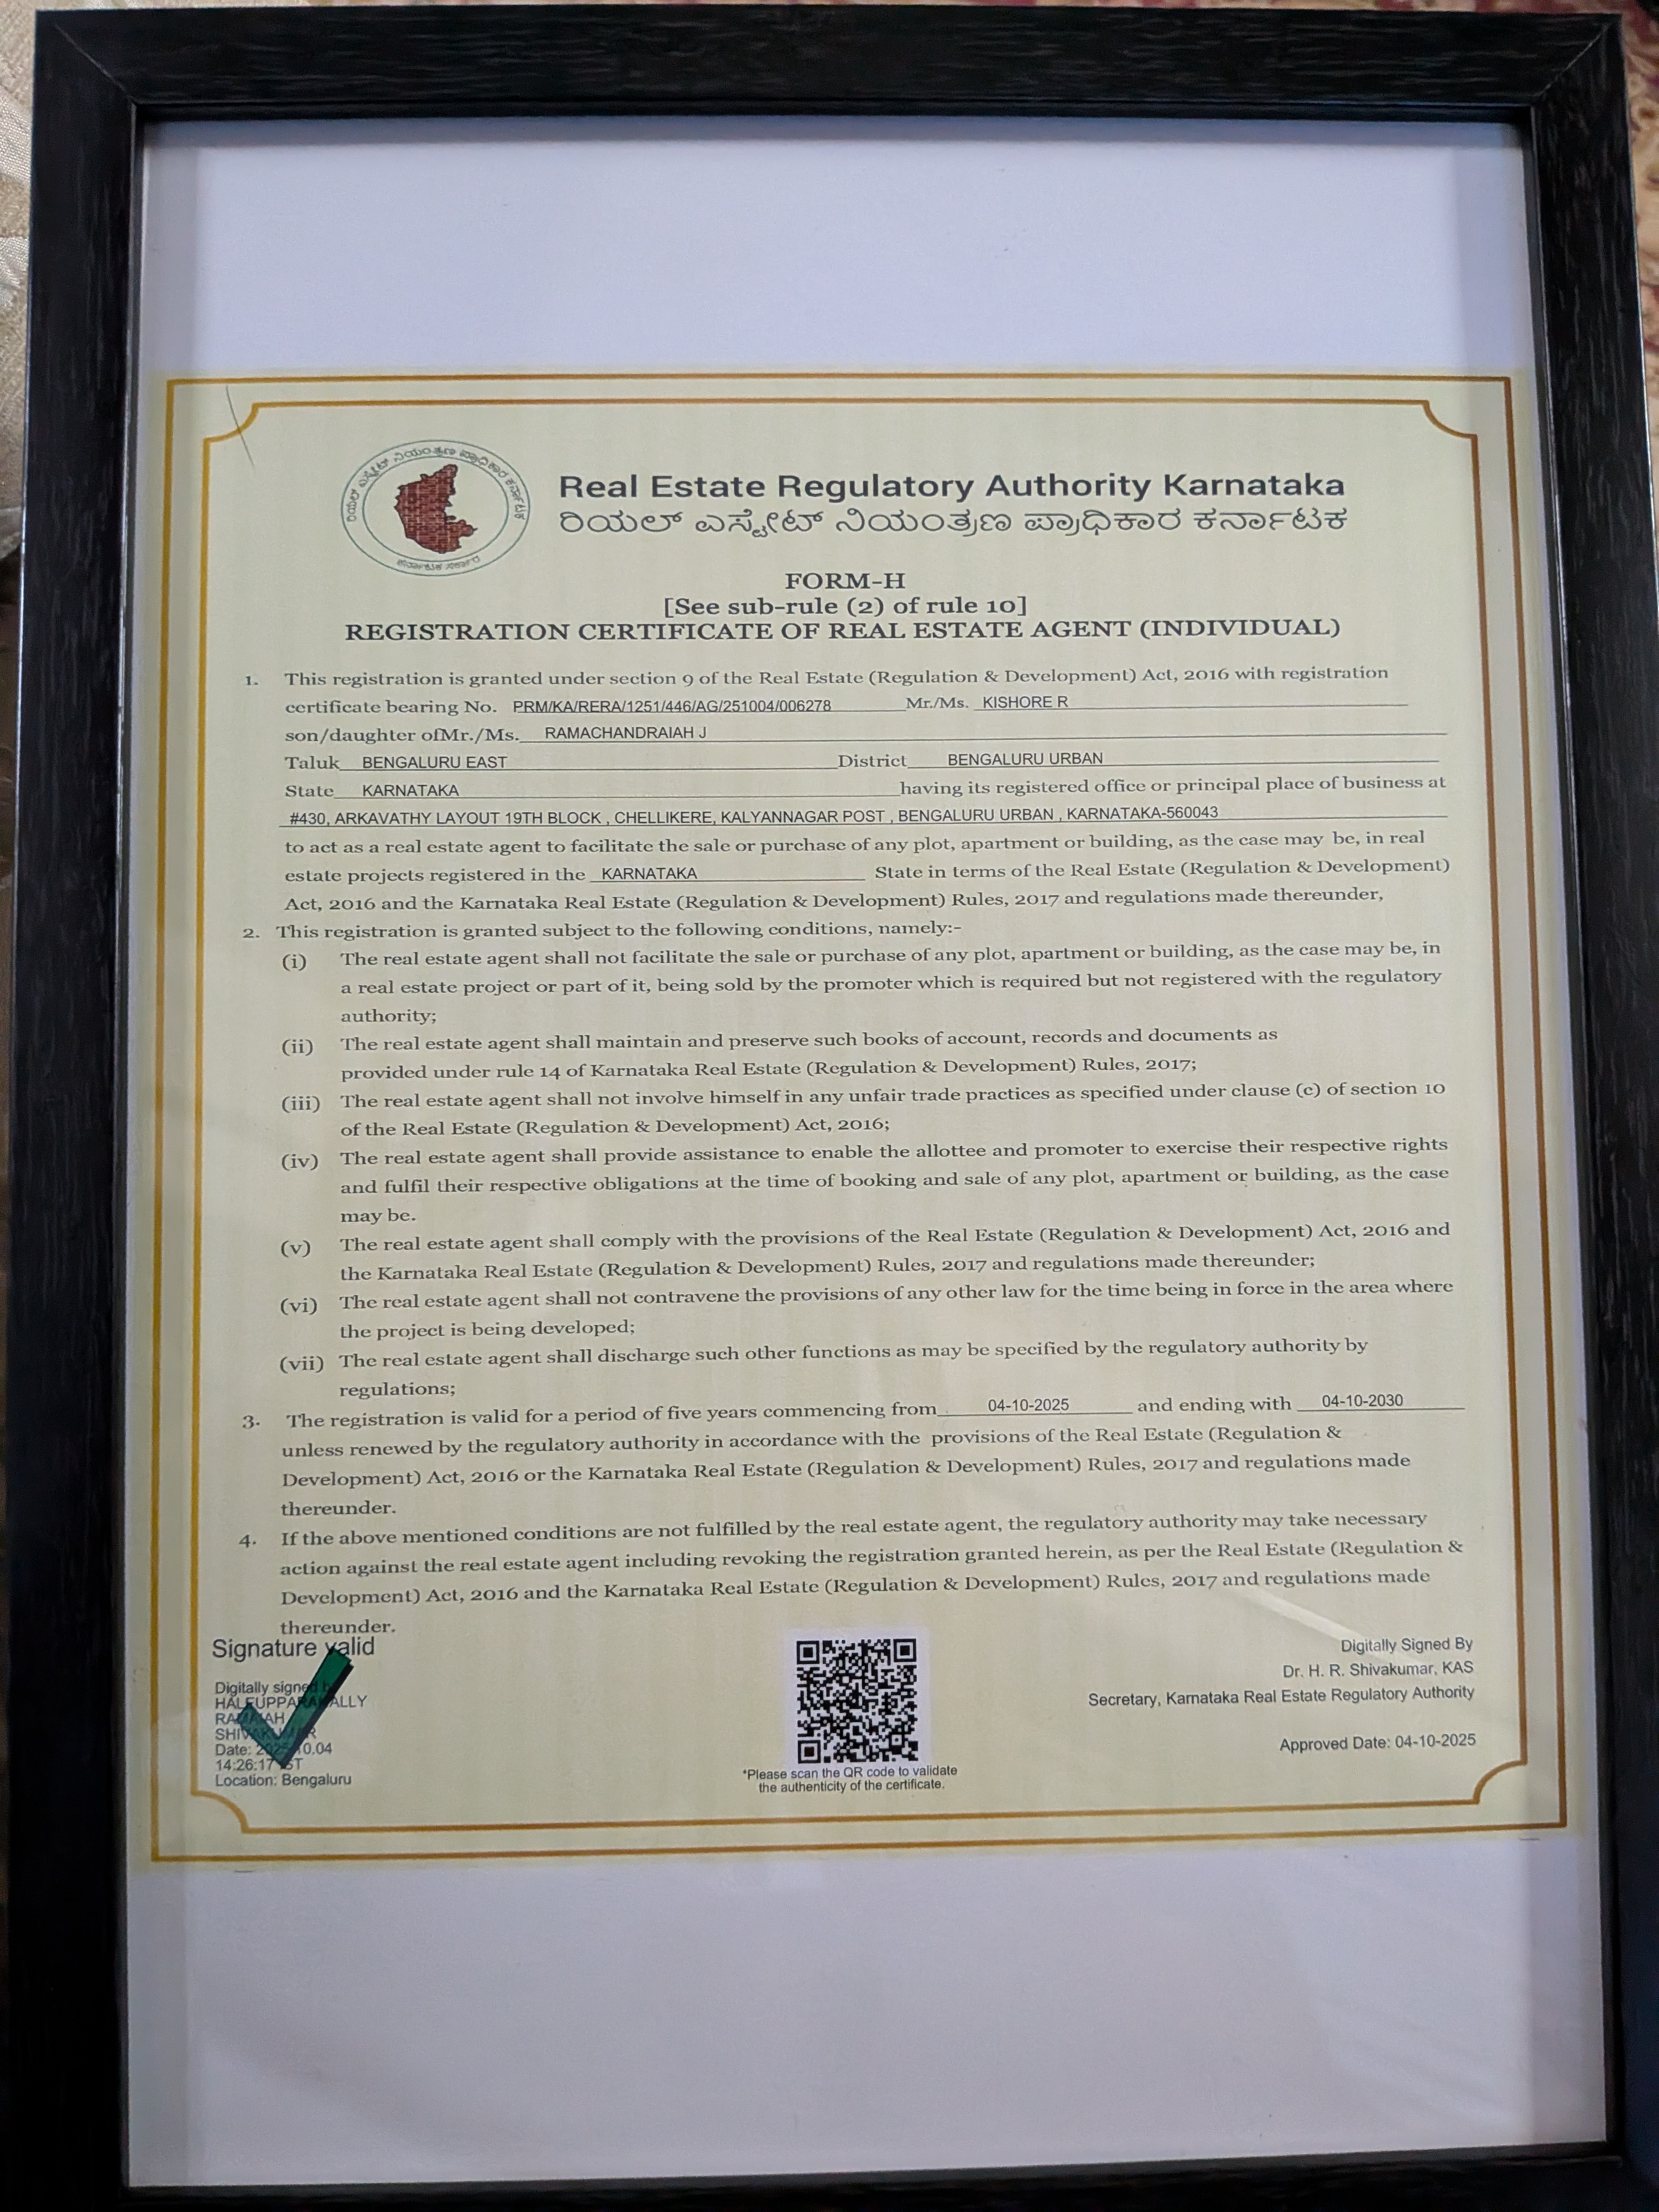 ರಿಯಲ್ ಎಸ್ಟೇಟ್ ನಿಯಂತ್ರಣ ಪ್ರಾಧಿಕಾರ ಕರ್ನಾಟಕ
ಕರ್ನಾಟಕ ಸರ್ಕಾರ
Real Estate Regulatory Authority Karnataka
ರಿಯಲ್ ಎಸ್ಟೇಟ್ ನಿಯಂತ್ರಣ ಪ್ರಾಧಿಕಾರ ಕರ್ನಾಟಕ
FORM-H
[See sub-rule (2) of rule 10]
REGISTRATION CERTIFICATE OF REAL ESTATE AGENT (INDIVIDUAL)
1. This registration is granted under section 9 of the Real Estate (Regulation & Development) Act, 2016 with registration
certificate bearing No. PRM/KA/RERA/1251/446/AG/251004/006278 Mr./Ms. KISHORE R
son/daughter ofMr./Ms. RAMACHANDRAIAH J
Taluk BENGALURU EAST District BENGALURU URBAN
State KARNATAKA having its registered office or principal place of business at
#430, ARKAVATHY LAYOUT 19TH BLOCK , CHELLIKERE, KALYANNAGAR POST , BENGALURU URBAN , KARNATAKA-560043
to act as a real estate agent to facilitate the sale or purchase of any plot, apartment or building, as the case may be, in real
estate projects registered in the KARNATAKA State in terms of the Real Estate (Regulation & Development)
Act, 2016 and the Karnataka Real Estate (Regulation & Development) Rules, 2017 and regulations made thereunder,
2. This registration is granted subject to the following conditions, namely:-
(i) The real estate agent shall not facilitate the sale or purchase of any plot, apartment or building, as the case may be, in
a real estate project or part of it, being sold by the promoter which is required but not registered with the regulatory
authority;
(ii) The real estate agent shall maintain and preserve such books of account, records and documents as
provided under rule 14 of Karnataka Real Estate (Regulation & Development) Rules, 2017;
(iii) The real estate agent shall not involve himself in any unfair trade practices as specified under clause (c) of section 10
of the Real Estate (Regulation & Development) Act, 2016;
(iv) The real estate agent shall provide assistance to enable the allottee and promoter to exercise their respective rights
and fulfil their respective obligations at the time of booking and sale of any plot, apartment or building, as the case
may be.
(v) The real estate agent shall comply with the provisions of the Real Estate (Regulation & Development) Act, 2016 and
the Karnataka Real Estate (Regulation & Development) Rules, 2017 and regulations made thereunder;
(vi) The real estate agent shall not contravene the provisions of any other law for the time being in force in the area where
the project is being developed;
(vii) The real estate agent shall discharge such other functions as may be specified by the regulatory authority by
regulations;
3. The registration is valid for a period of five years commencing from 04-10-2025 and ending with 04-10-2030
unless renewed by the regulatory authority in accordance with the provisions of the Real Estate (Regulation &
Development) Act, 2016 or the Karnataka Real Estate (Regulation & Development) Rules, 2017 and regulations made
thereunder.
4. If the above mentioned conditions are not fulfilled by the real estate agent, the regulatory authority may take necessary
action against the real estate agent including revoking the registration granted herein, as per the Real Estate (Regulation &
Development) Act, 2016 and the Karnataka Real Estate (Regulation & Development) Rules, 2017 and regulations made
thereunder.
Signature valid
Digitally signed by
SHIVAKUMAR
Date: 2025.10.04
14:26:17 IST
Location: Bengaluru
*Please scan the QR code to validate
the authenticity of the certificate.
Digitally Signed By
Dr. H. R. Shivakumar, KAS
Secretary, Karnataka Real Estate Regulatory Authority
Approved Date: 04-10-2025